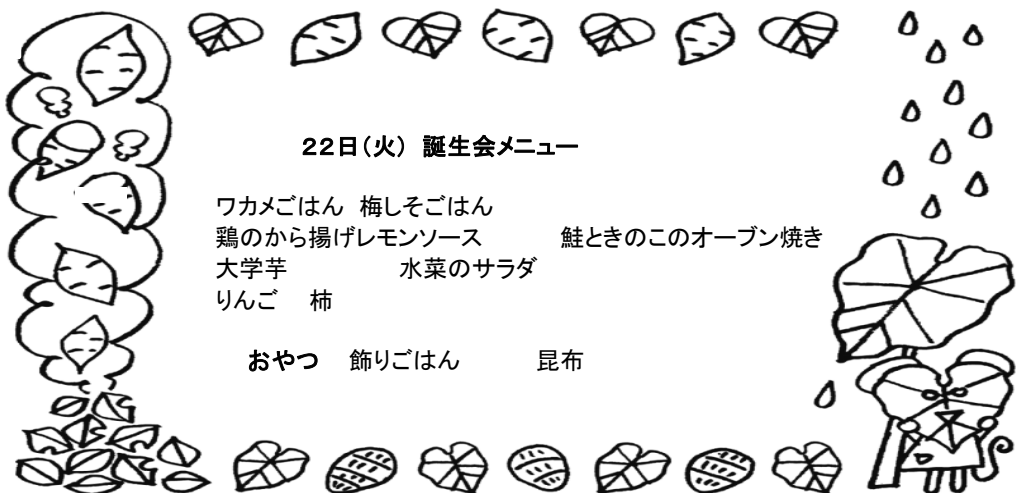 22日(火) 誕生会メニュー
ワカメごはん 梅しそごはん
鶏のから揚げレモンソース 鮭ときのこのオーブン焼き
大学芋 水菜のサラダ
りんご 柿
おやつ 飾りごはん 昆布